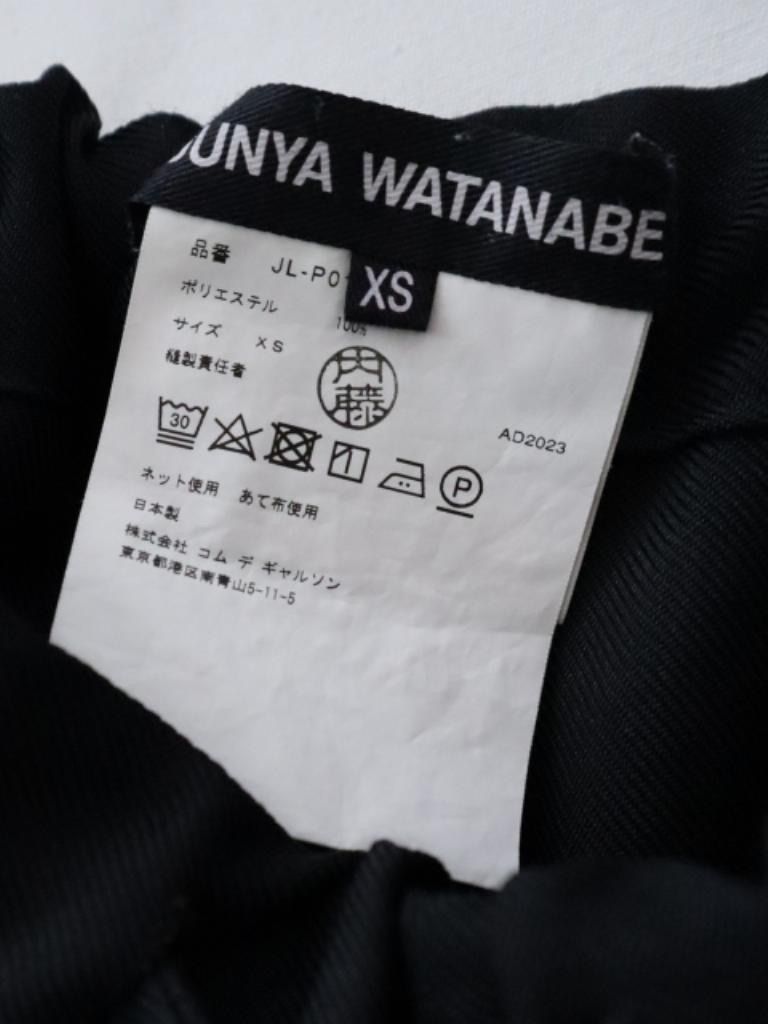 JUNYA WATANABE
XS
品番 JL-P0
ポリエステル 100%
サイズ XS
縫製責任者
内藤
AD2023
30
P
ネット使用 あて布使用
日本製
株式会社 コム デ ギャルソン
東京都港区南青山5-11-5